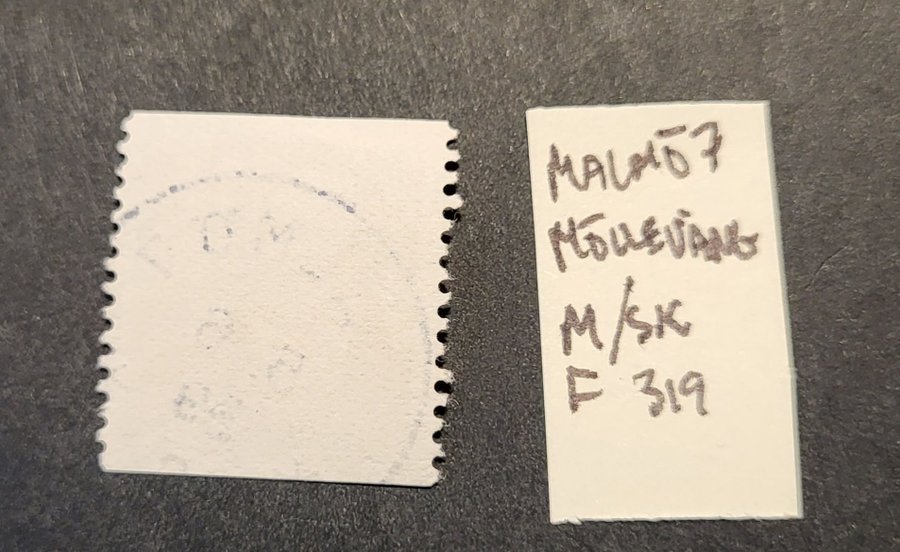 MALMÖ 7
MÖLLEVÅNG
M/SK
F 319